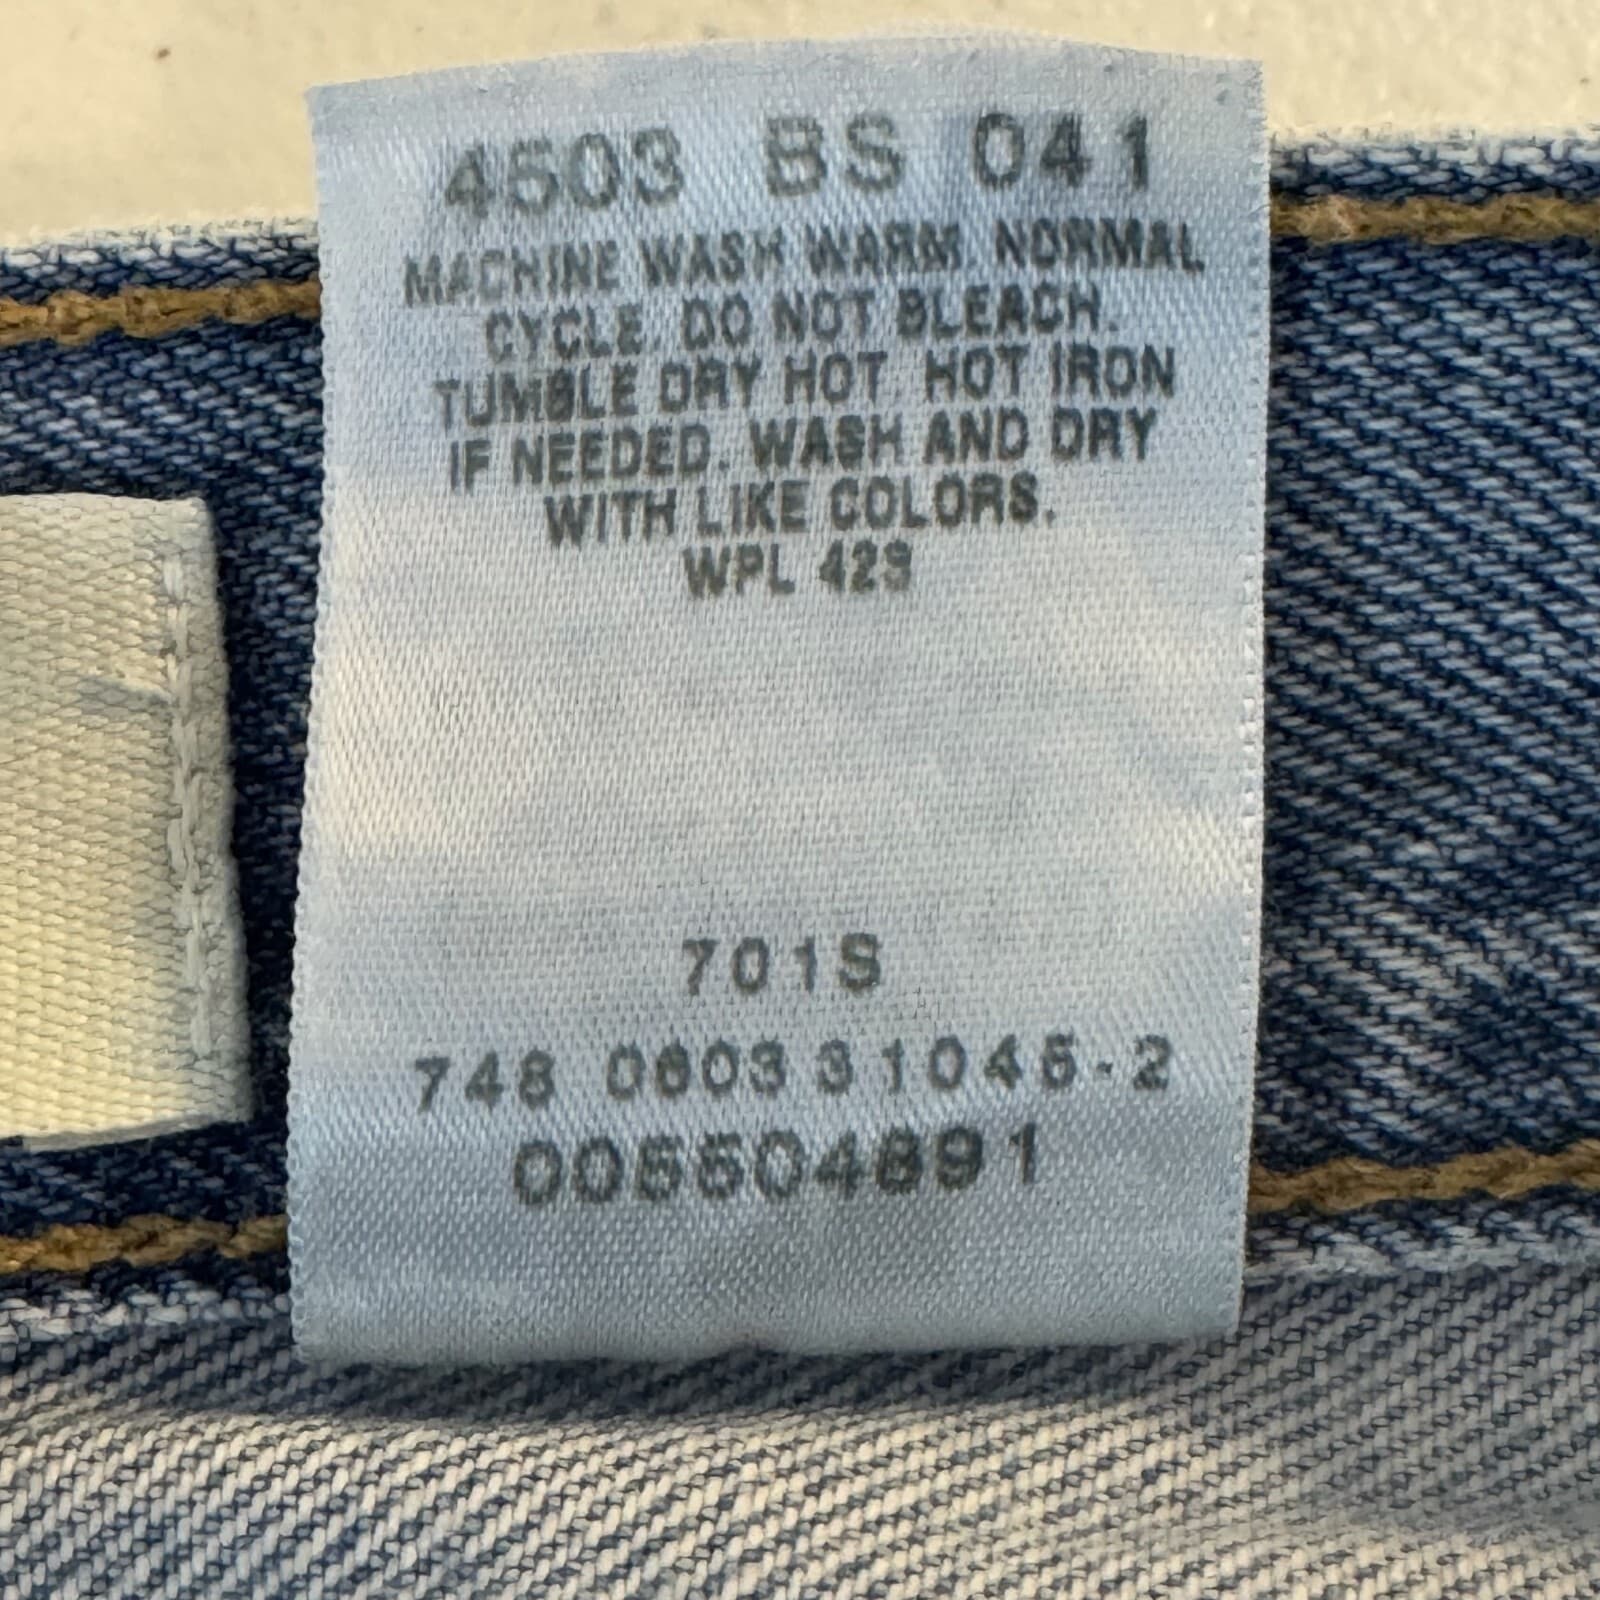 4503 BS 041
MACHINE WASH WARM NORMAL
CYCLE. DO NOT BLEACH.
TUMBLE DRY HOT HOT IRON
IF NEEDED. WASH AND DRY
WITH LIKE COLORS.
WPL 423
701S
748 0603 31045-2
005504891